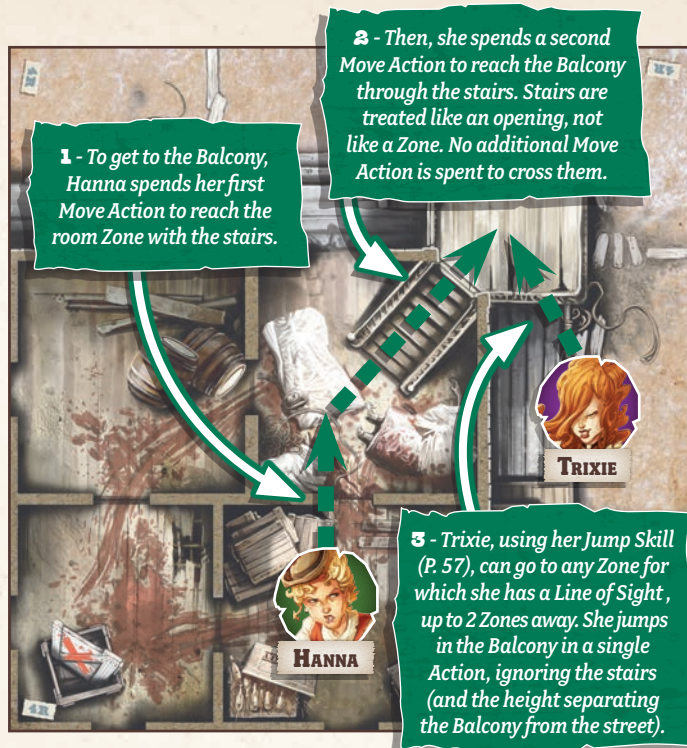 2 - Then, she spends a second
Move Action to reach the Balcony
through the stairs. Stairs are
treated like an opening, not
like a Zone. No additional Move
Action is spent to cross them.
1 - To get to the Balcony,
Hanna spends her first
Move Action to reach the
room Zone with the stairs.
TRIXIE
HANNA
3 - Trixie, using her Jump Skill
(P. 57), can go to any Zone for
which she has a Line of Sight ,
up to 2 Zones away. She jumps
in the Balcony in a single
Action, ignoring the stairs
(and the height separating
the Balcony from the street).
4R